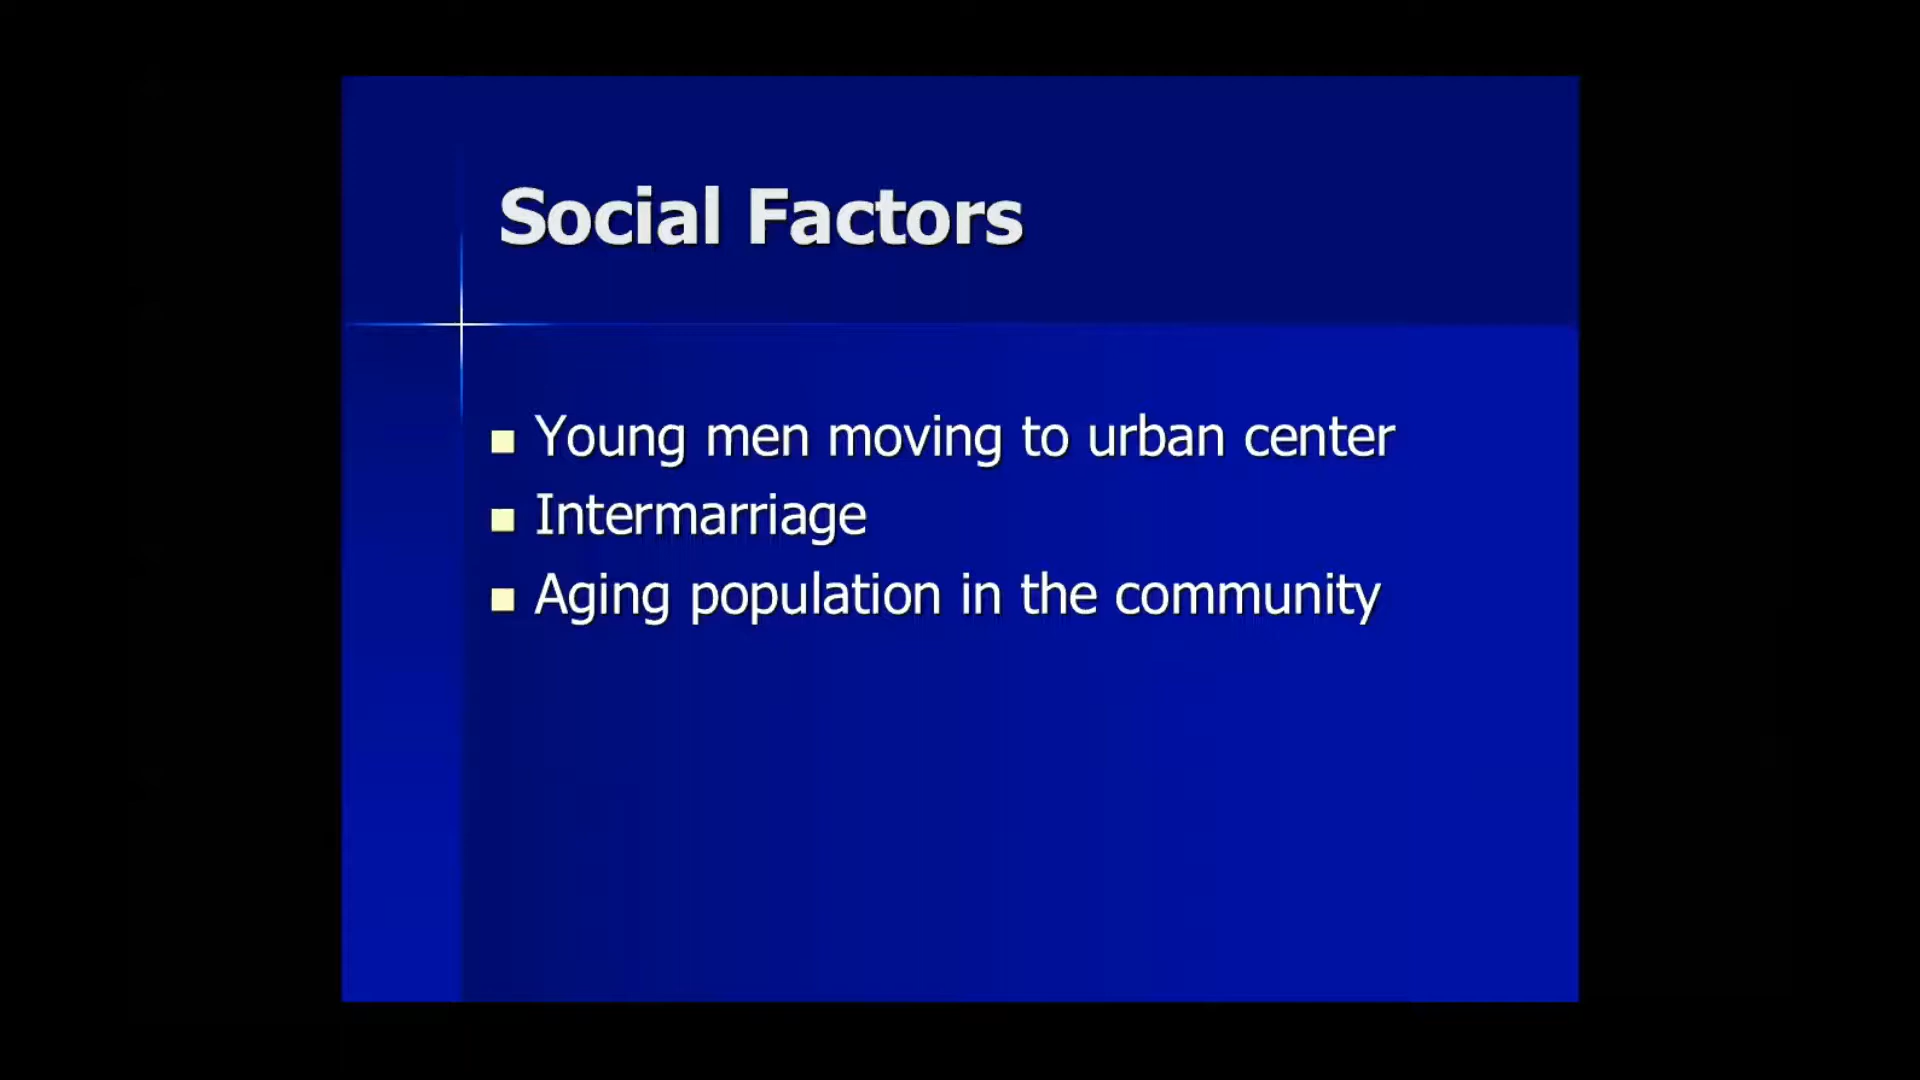 Social Factors
Young men moving to urban center
Intermarriage
Aging population in the community